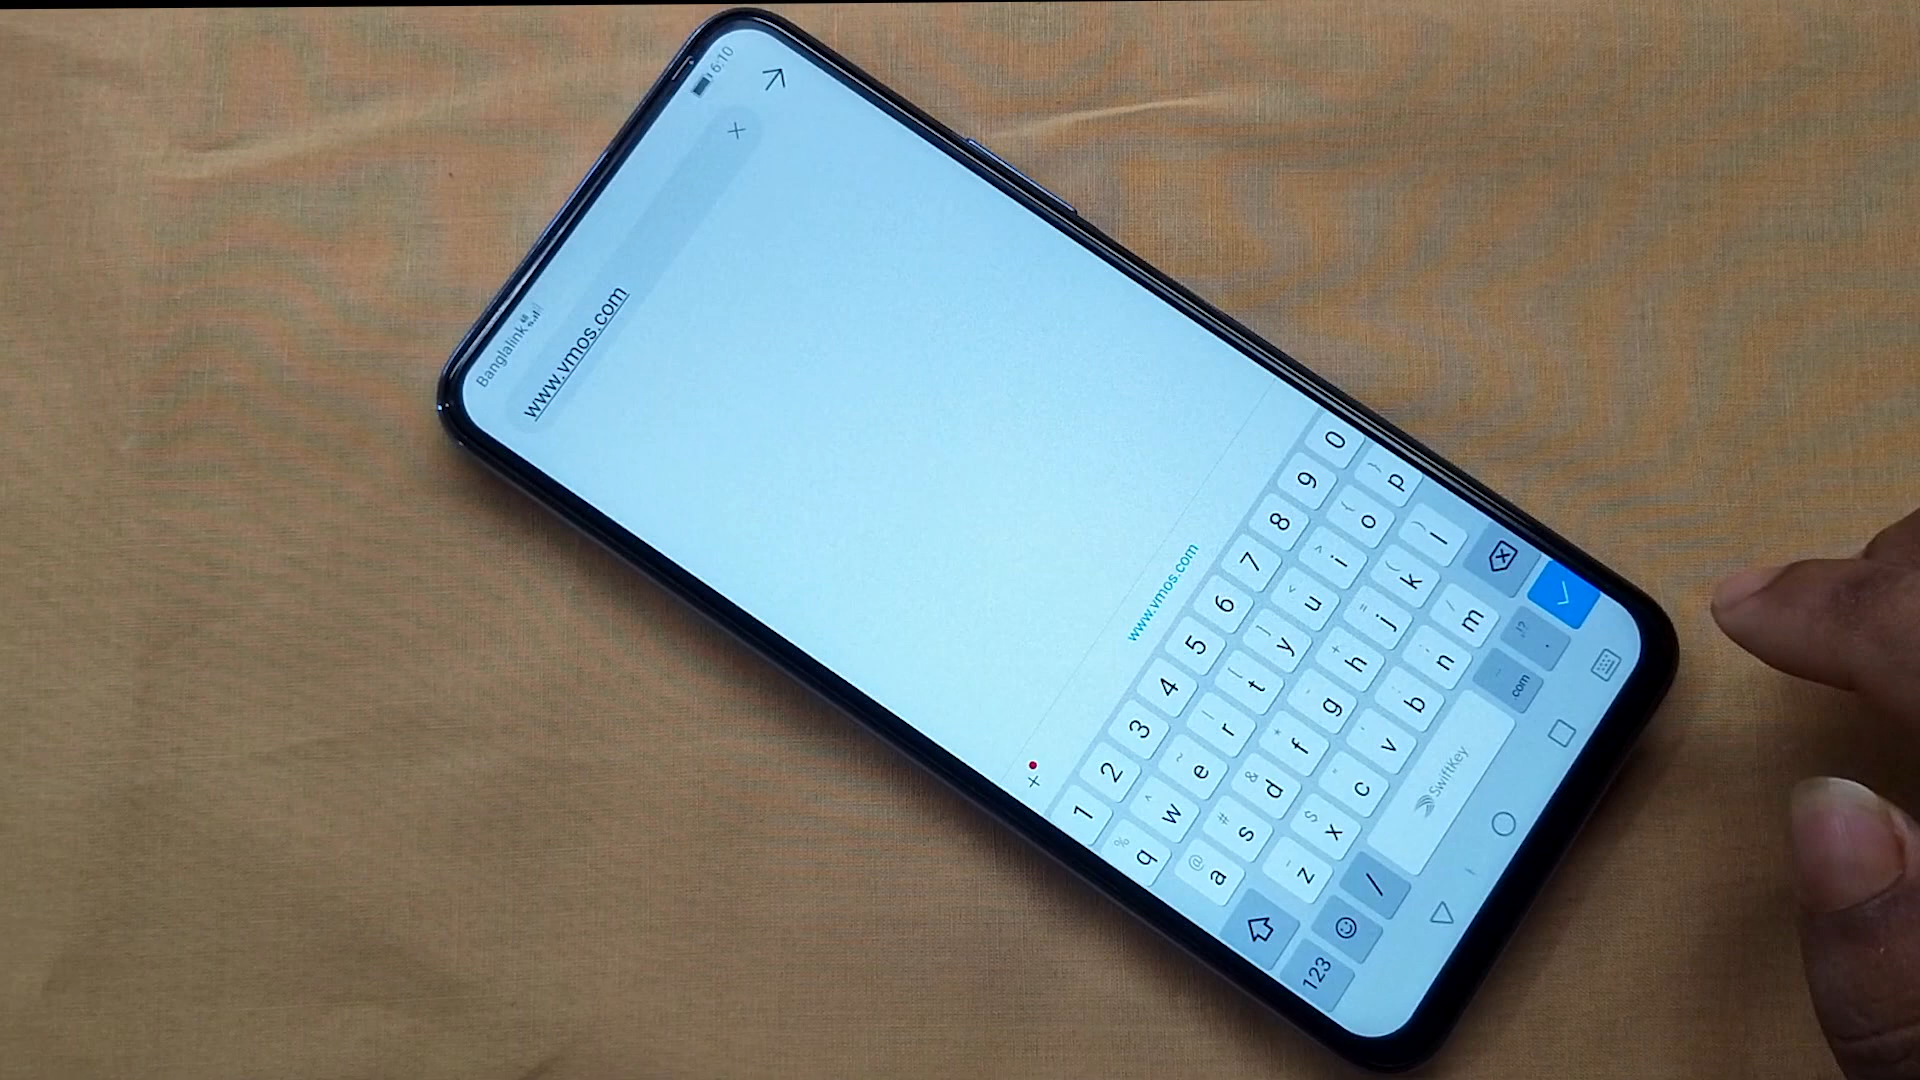 Banglalink 6:10
www.vmos.com
www.vmos.com
1 2 3 4 5 6 7 8 9 0
q w e r t y u i o p
a s d f g h j k l
z x c v b n m
123 / SwiftKey .com . ,!?